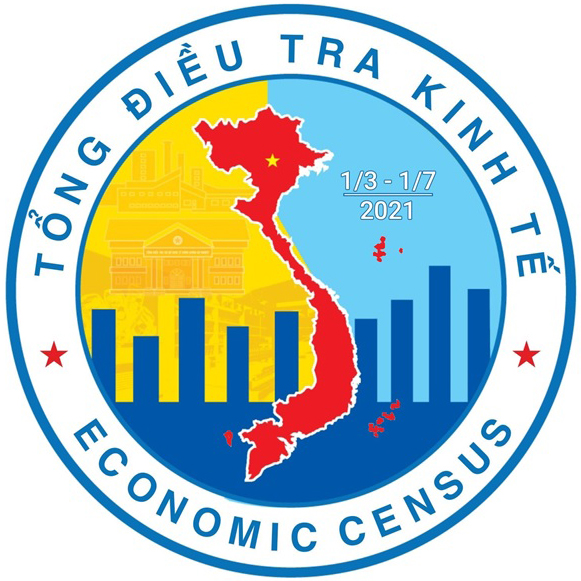 TỔNG ĐIỀU TRA KINH TẾ
1/3 - 1/7
2021
ECONOMIC CENSUS